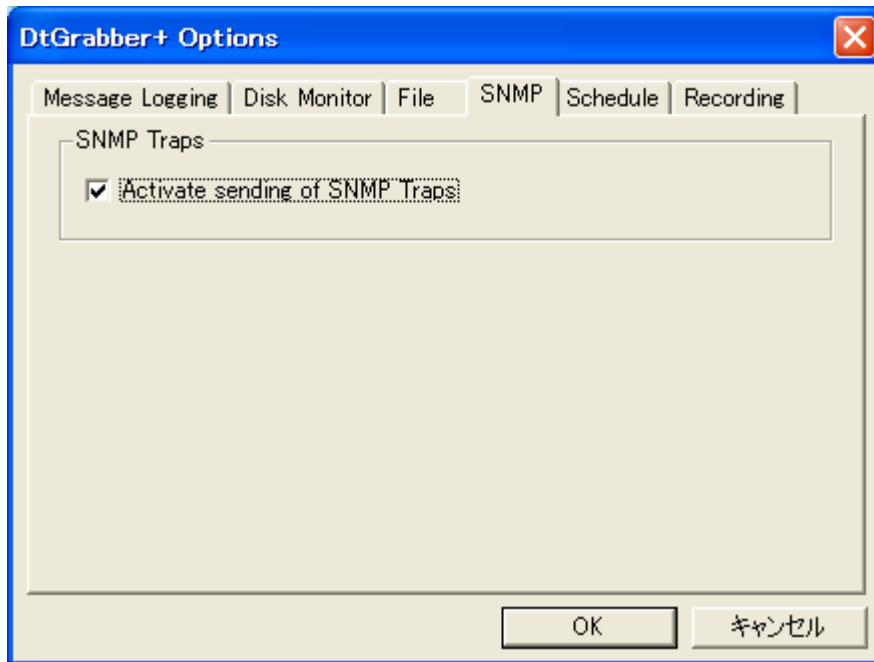 DtGrabber+ Options
Message Logging Disk Monitor File SNMP Schedule Recording
SNMP Traps
Activate sending of SNMP Traps
OK キャンセル